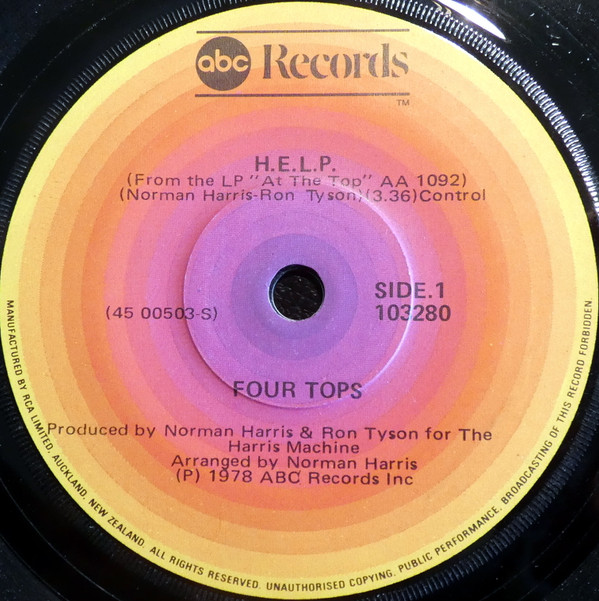 abc Records
TM
H.E.L.P.
(From the LP "At The Top" AA 1092)
(Norman Harris-Ron Tyson)(3.36)Control
SIDE.1
(45 00503-S) 103280
FOUR TOPS
Produced by Norman Harris & Ron Tyson for The
Harris Machine
Arranged by Norman Harris
(P) 1978 ABC Records Inc
MANUFACTURED BY RCA LIMITED, AUCKLAND, NEW ZEALAND. ALL RIGHTS RESERVED. UNAUTHORISED COPYING, PUBLIC PERFORMANCE, BROADCASTING OF THIS RECORD FORBIDDEN.